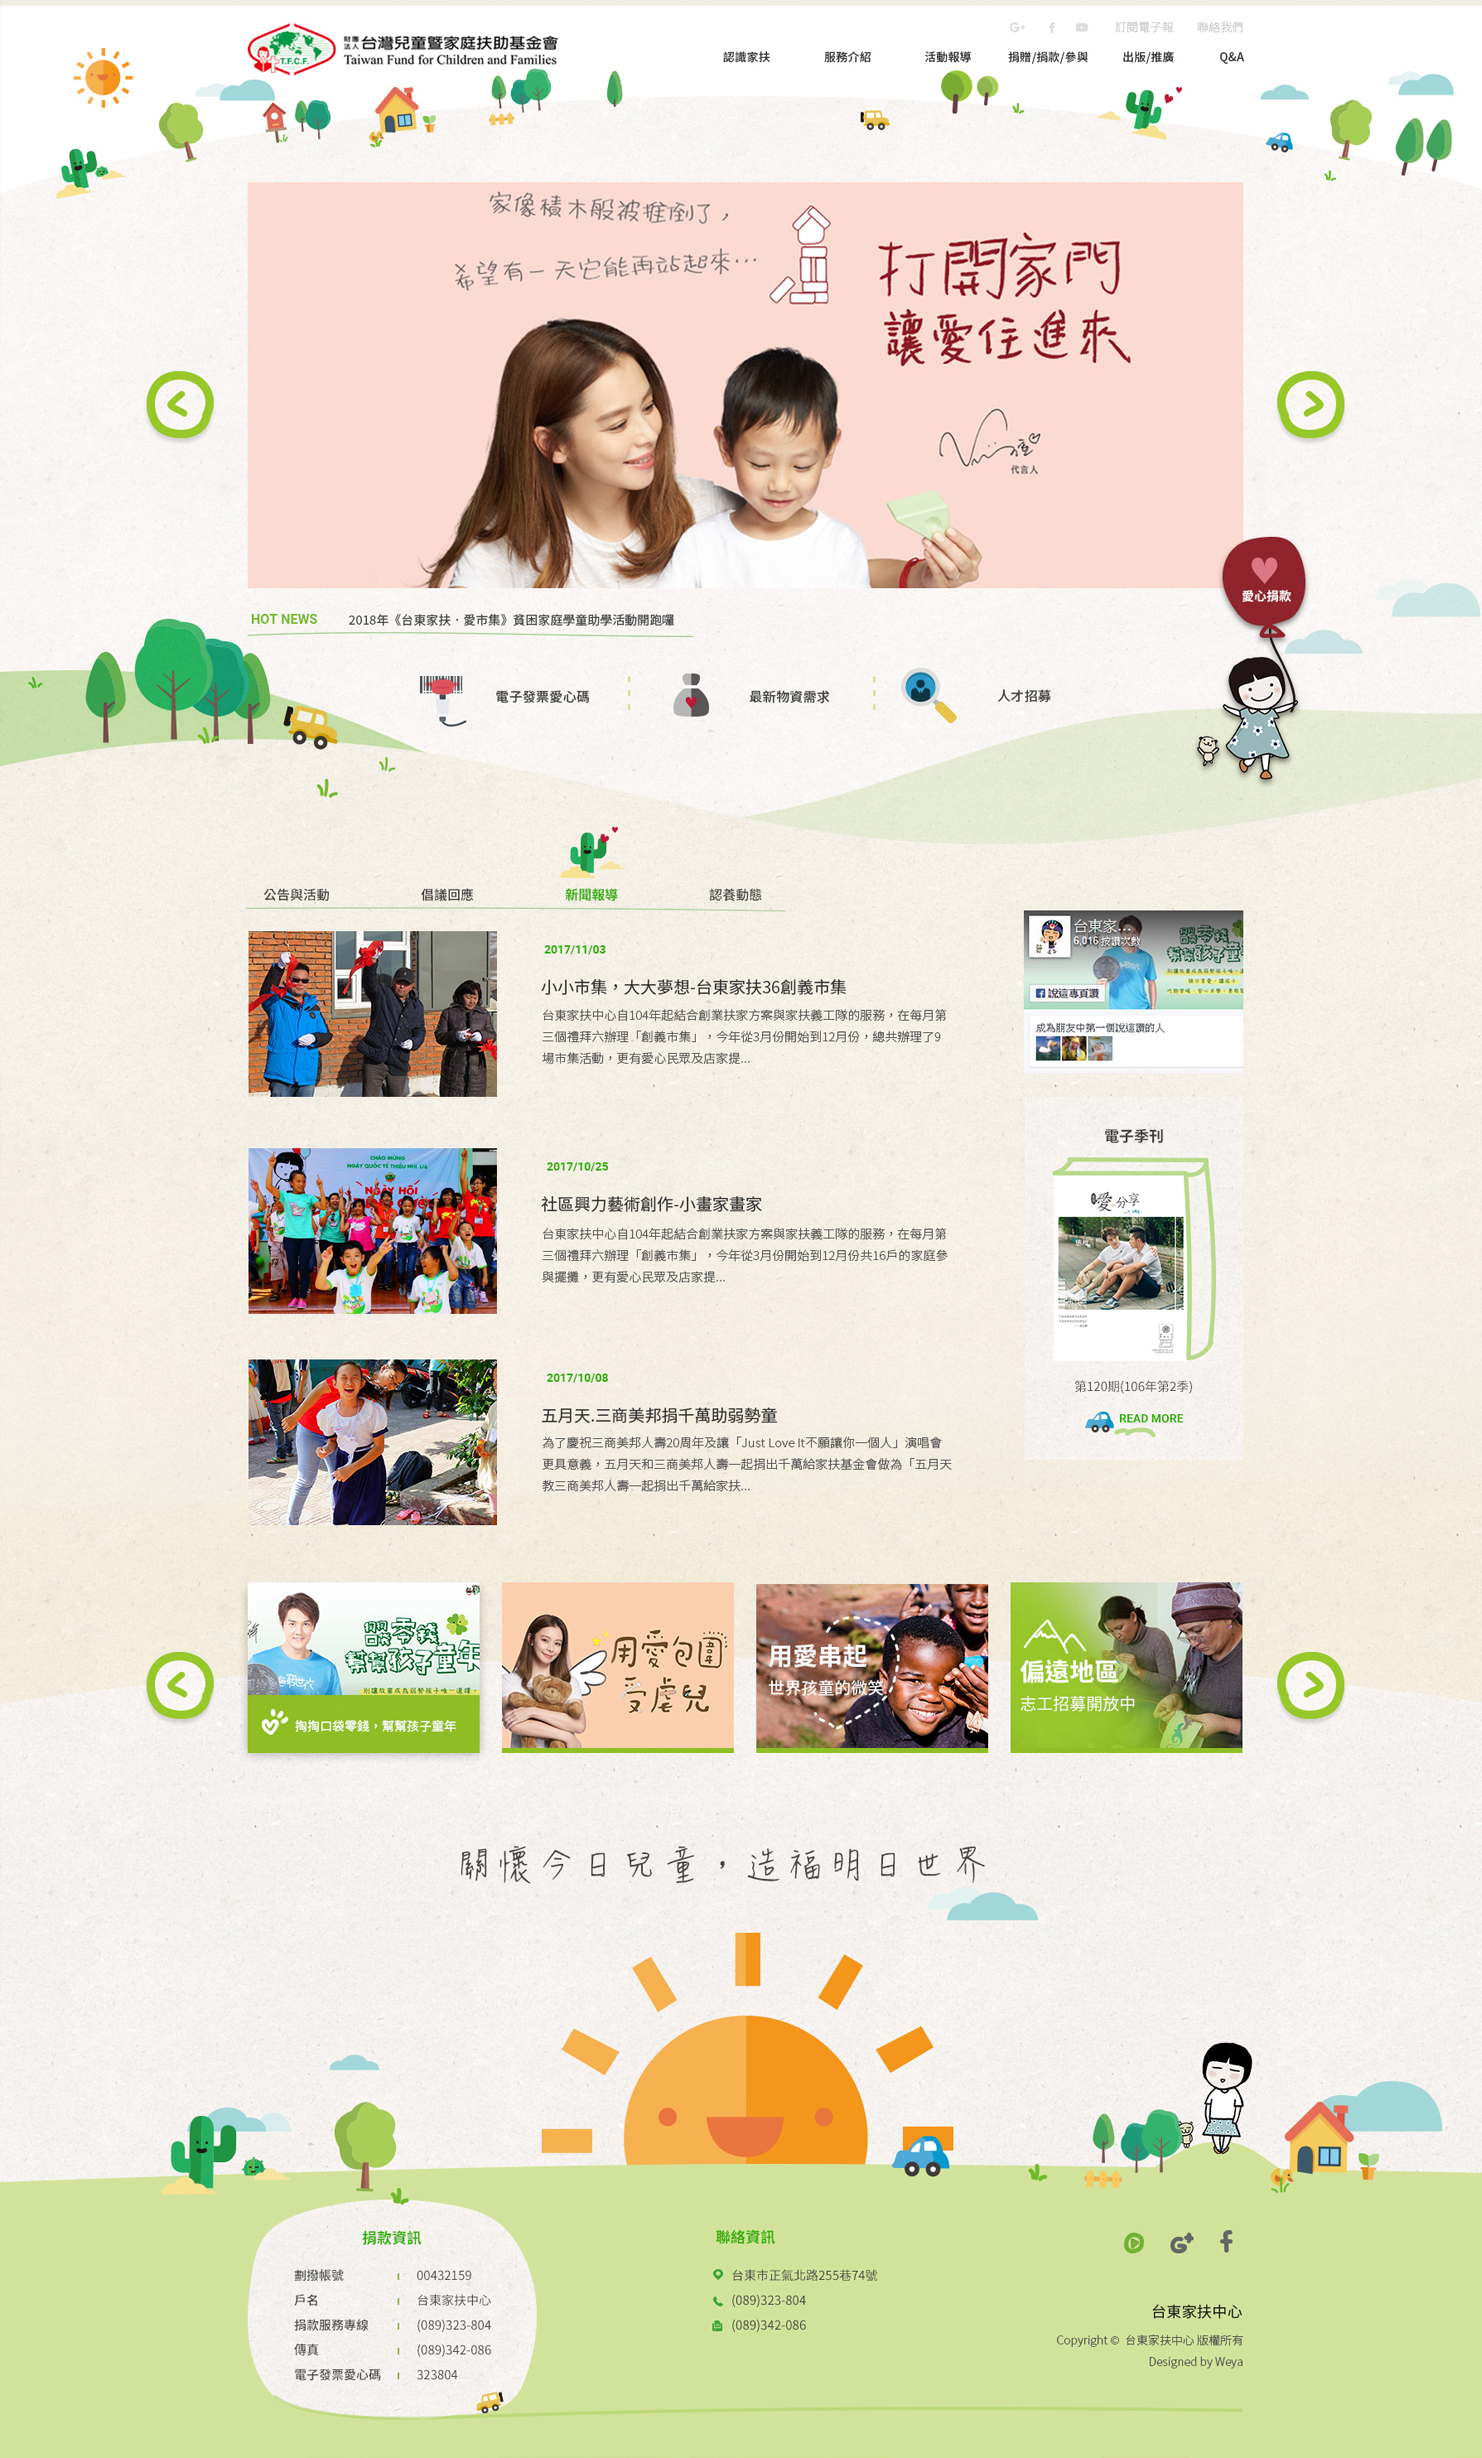 訂閱電子報
聯絡我們
T.F.C.F.
財團法人 台灣兒童暨家庭扶助基金會
Taiwan Fund for Children and Families
認識家扶
服務介紹
活動報導
捐贈/捐款/參與
出版/推廣
Q&A
家像積木般被推倒了，
希望有一天它能再站起來⋯
打開家門
讓愛住進來
代言人
愛心捐款
HOT NEWS
2018年《台東家扶．愛市集》貧困家庭學童助學活動開跑囉
電子發票愛心碼
最新物資需求
人才招募
公告與活動
倡議回應
新聞報導
認養動態
2017/11/03
小小市集，大大夢想-台東家扶36創義市集
台東家扶中心自104年起結合創業扶家方案與家扶義工隊的服務，在每月第
三個禮拜六辦理「創義市集」，今年從3月份開始到12月份，總共辦理了9
場市集活動，更有愛心民眾及店家提...
台東家...
6,016 按讚次數
說這專頁讚
成為朋友中第一個說這讚的人
CHÀO MỪNG
NGÀY QUỐC TẾ THIẾU NHI 1/6
NGÀY HỘI
2017/10/25
社區興力藝術創作-小畫家畫家
台東家扶中心自104年起結合創業扶家方案與家扶義工隊的服務，在每月第
三個禮拜六辦理「創義市集」，今年從3月份開始到12月份共16戶的家庭參
與擺攤，更有愛心民眾及店家提...
電子季刊
愛分享
第120期(106年第2季)
READ MORE
2017/10/08
五月天.三商美邦捐千萬助弱勢童
為了慶祝三商美邦人壽20周年及讓「Just Love It不願讓你一個人」演唱會
更具意義，五月天和三商美邦人壽一起捐出千萬給家扶基金會做為「五月天
教三商美邦人壽一起捐出千萬給家扶...
掏掏口袋零錢，幫幫孩子童年
用愛包圍
受虐兒
用愛串起
世界孩童的微笑
偏遠地區
志工招募開放中
關懷今日兒童，造福明日世界
捐款資訊
劃撥帳號 00432159
戶名 台東家扶中心
捐款服務專線 (089)323-804
傳真 (089)342-086
電子發票愛心碼 323804
聯絡資訊
台東市正氣北路255巷74號
(089)323-804
(089)342-086
台東家扶中心
Copyright © 台東家扶中心 版權所有
Designed by Weya